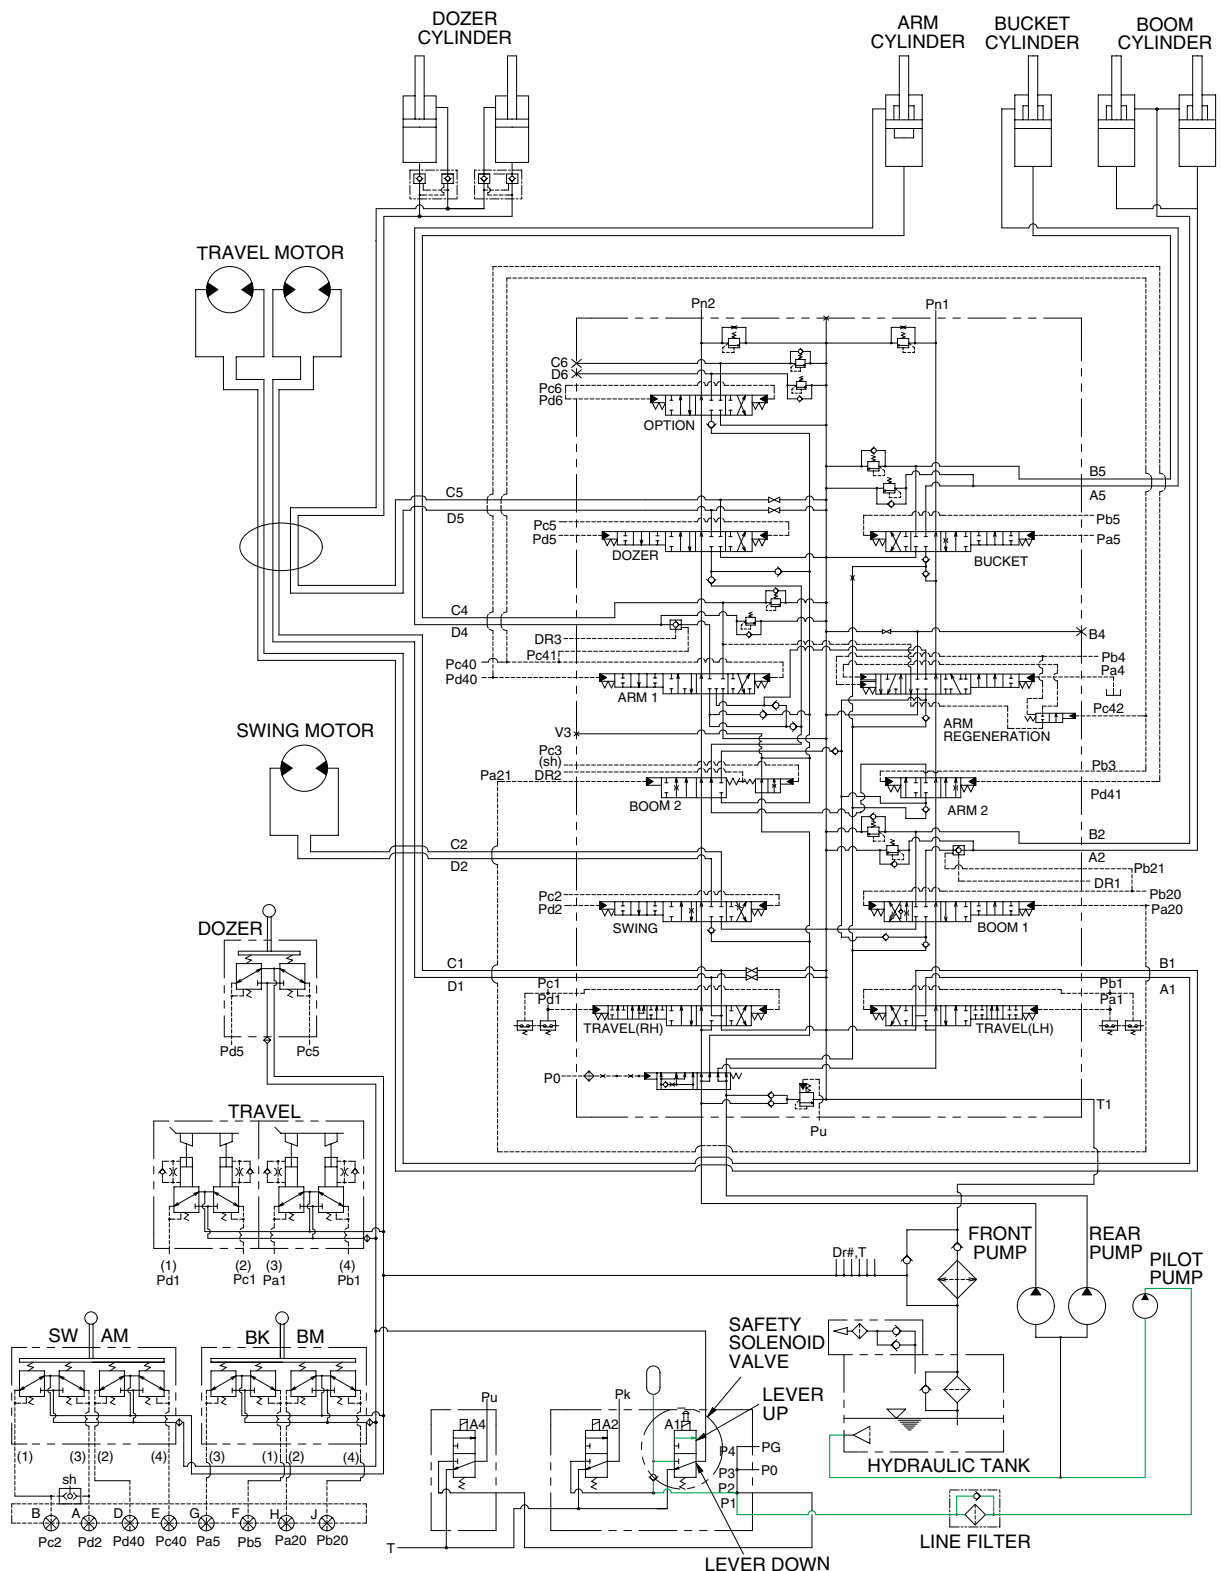 DOZER
CYLINDER
ARM
CYLINDER
BUCKET
CYLINDER
BOOM
CYLINDER
TRAVEL MOTOR
Pn2
Pn1
C6
D6
Pc6
Pd6
OPTION
C5
D5
B5
A5
Pc5
Pd5
DOZER
Pb5
Pa5
BUCKET
C4
D4
DR3
Pc41
Pc40
Pd40
ARM 1
B4
Pb4
Pa4
Pc42
ARM
REGENERATION
SWING MOTOR
V3
Pc3
(sh)
DR2
Pa21
BOOM 2
Pb3
Pd41
ARM 2
C2
D2
B2
A2
Pb21
DR1
Pc2
Pd2
SWING
Pb20
Pa20
BOOM 1
DOZER
Pd5
Pc5
C1
D1
B1
A1
Pc1
Pd1
TRAVEL(RH)
Pb1
Pa1
TRAVEL(LH)
P0
T1
Pu
TRAVEL
(1)
Pd1
(2)
Pc1
(3)
Pa1
(4)
Pb1
Dr#,T
FRONT
PUMP
REAR
PUMP
PILOT
PUMP
SW AM
BK BM
(1)
(3)
(2)
(4)
(3)
(1)
(2)
(4)
sh
B
A
D
E
G
F
H
J
Pc2
Pd2
Pd40
Pc40
Pa5
Pb5
Pa20
Pb20
SAFETY
SOLENOID
VALVE
LEVER
UP
Pu
A4
Pk
A2
A1
P4
P3
P2
P1
PG
P0
T
LEVER DOWN
HYDRAULIC TANK
LINE FILTER